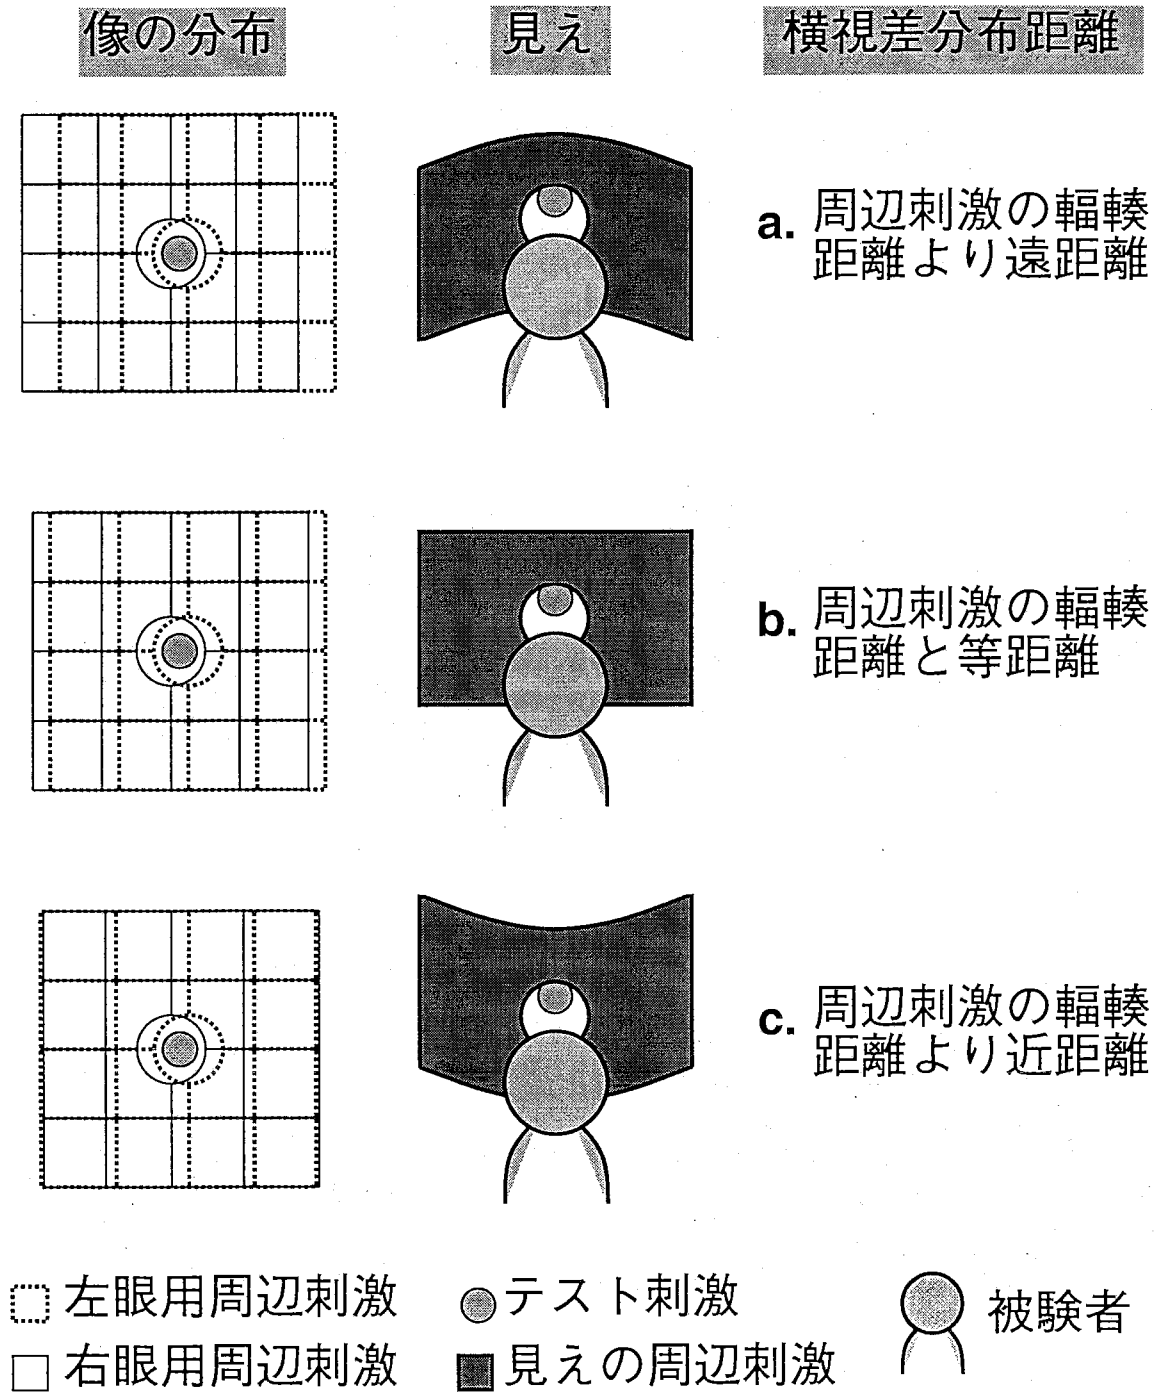 像の分布
見え
横視差分布距離
a. 周辺刺激の輻輳
距離より遠距離
b. 周辺刺激の輻輳
距離と等距離
c. 周辺刺激の輻輳
距離より近距離
左眼用周辺刺激
テスト刺激
被験者
右眼用周辺刺激
見えの周辺刺激